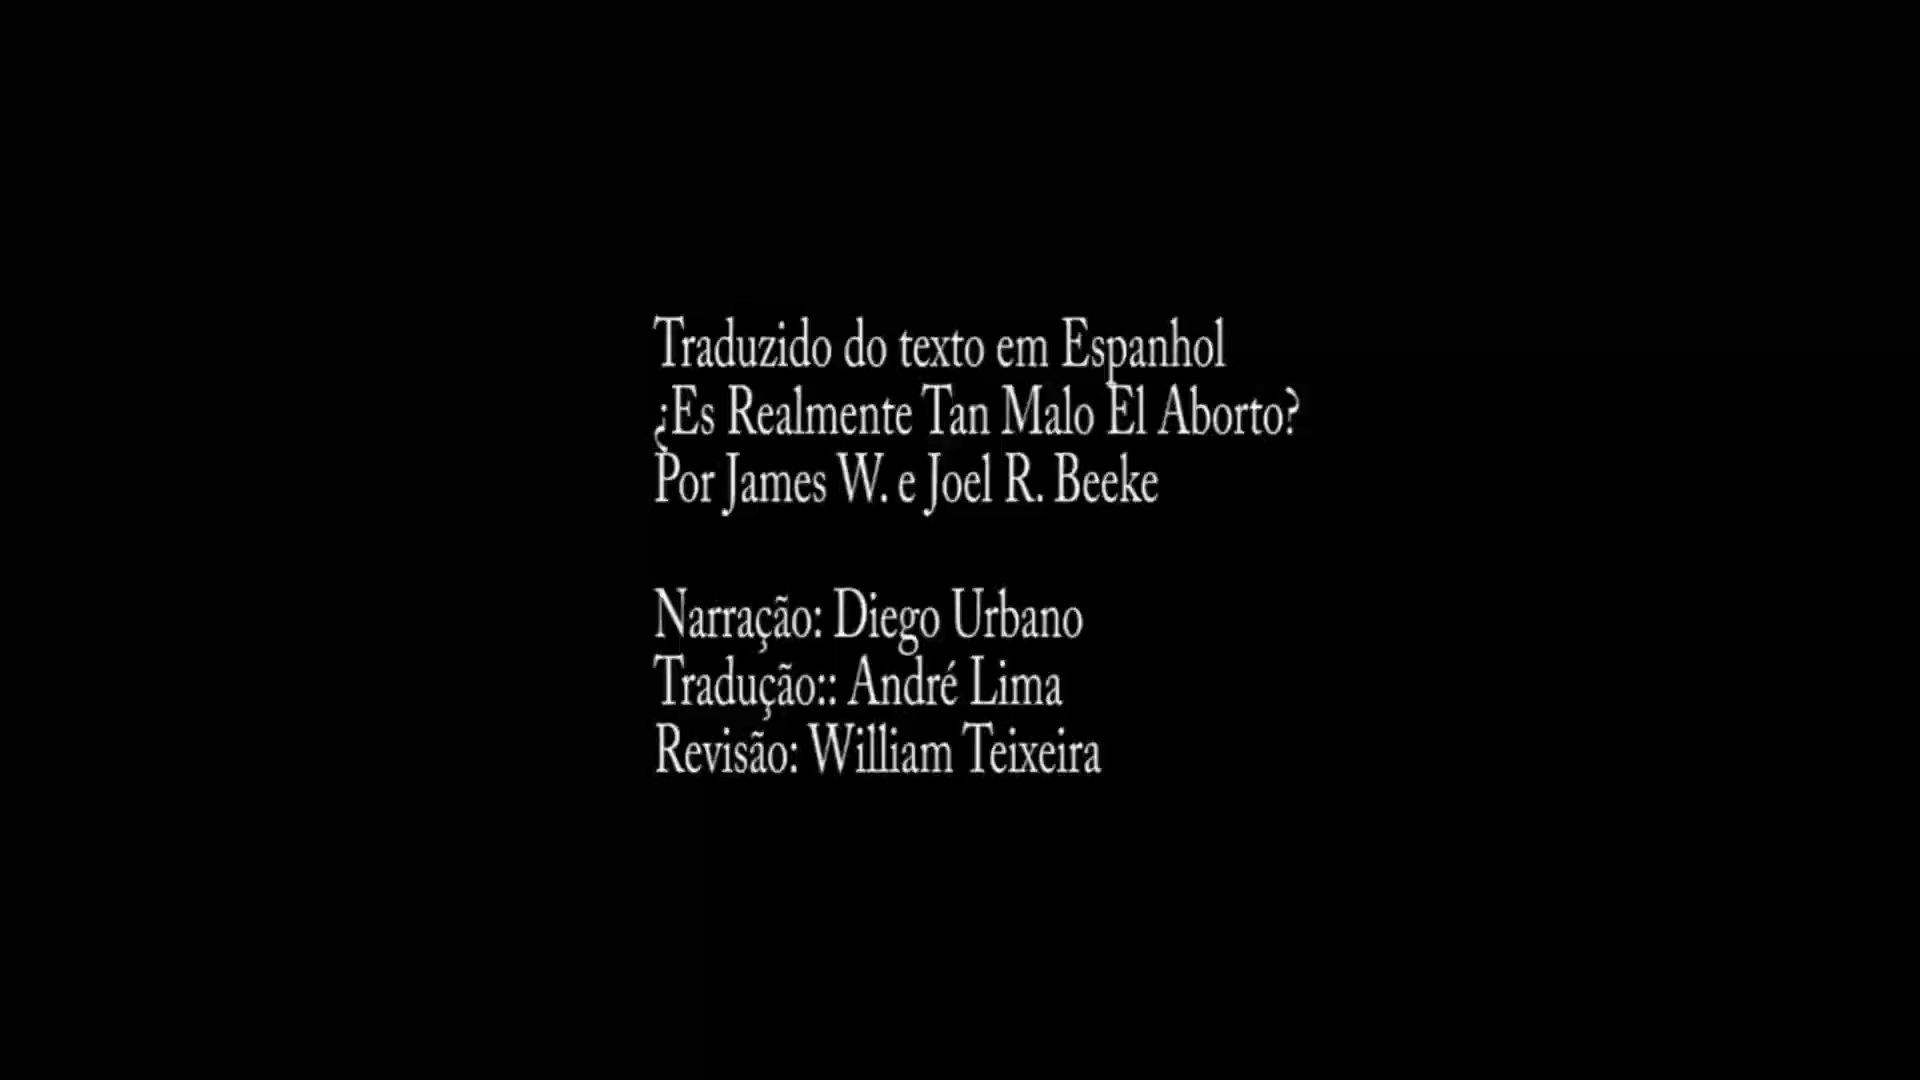 Traduzido do texto em Espanhol
¿Es Realmente Tan Malo El Aborto?
Por James W. e Joel R. Beeke
Narração: Diego Urbano
Tradução:: André Lima
Revisão: William Teixeira